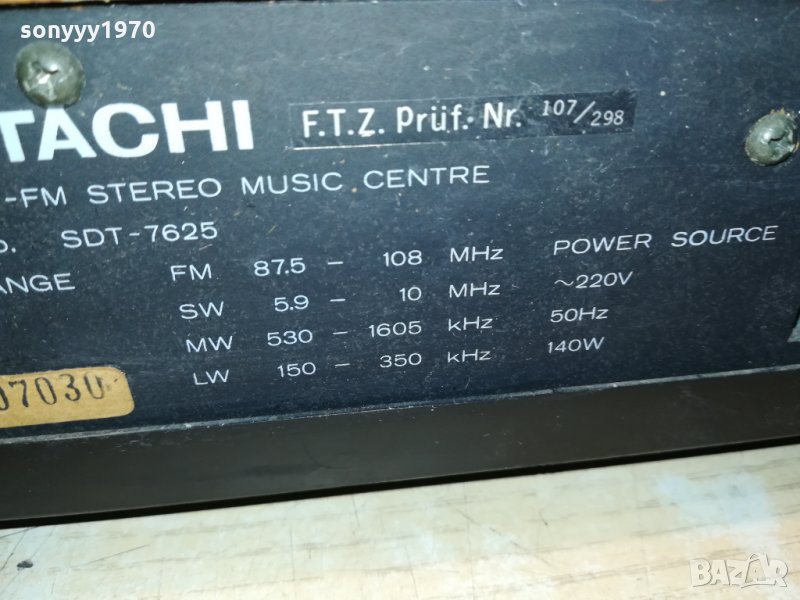 sonyyy1970
TACHI F.T.Z. Prüf. Nr. 107/298
-FM STEREO MUSIC CENTRE
o. SDT-7625
ANGE FM 87.5 - 108 MHz POWER SOURCE
SW 5.9 - 10 MHz ~220V
MW 530 - 1605 kHz 50Hz
LW 150 - 350 kHz 140W
07030
BAZAR